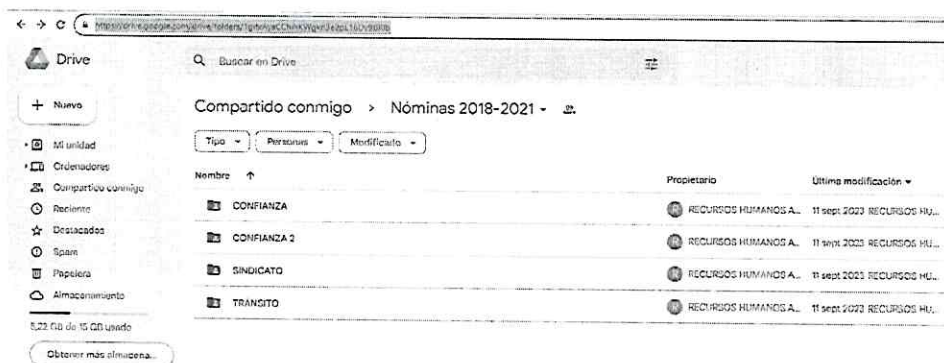 Drive
Buscar en Drive
+ Nuevo
Compartido conmigo > Nóminas 2018-2021
Tipo
Personas
Modificado
Mi unidad
Ordenadores
Compartido conmigo
Reciente
Destacados
Spam
Papelera
Almacenamiento
5,22 GB de 15 GB usado
Obtener más almacena...
Nombre ↑ Propietario Última modificación
CONFIANZA R RECURSOS HUMANOS A... 11 sept 2023 RECURSOS HU...
CONFIANZA 2 R RECURSOS HUMANOS A... 11 sept 2023 RECURSOS HU...
SINDICATO R RECURSOS HUMANOS A... 11 sept 2023 RECURSOS HU...
TRANSITO R RECURSOS HUMANOS A... 11 sept 2023 RECURSOS HU...